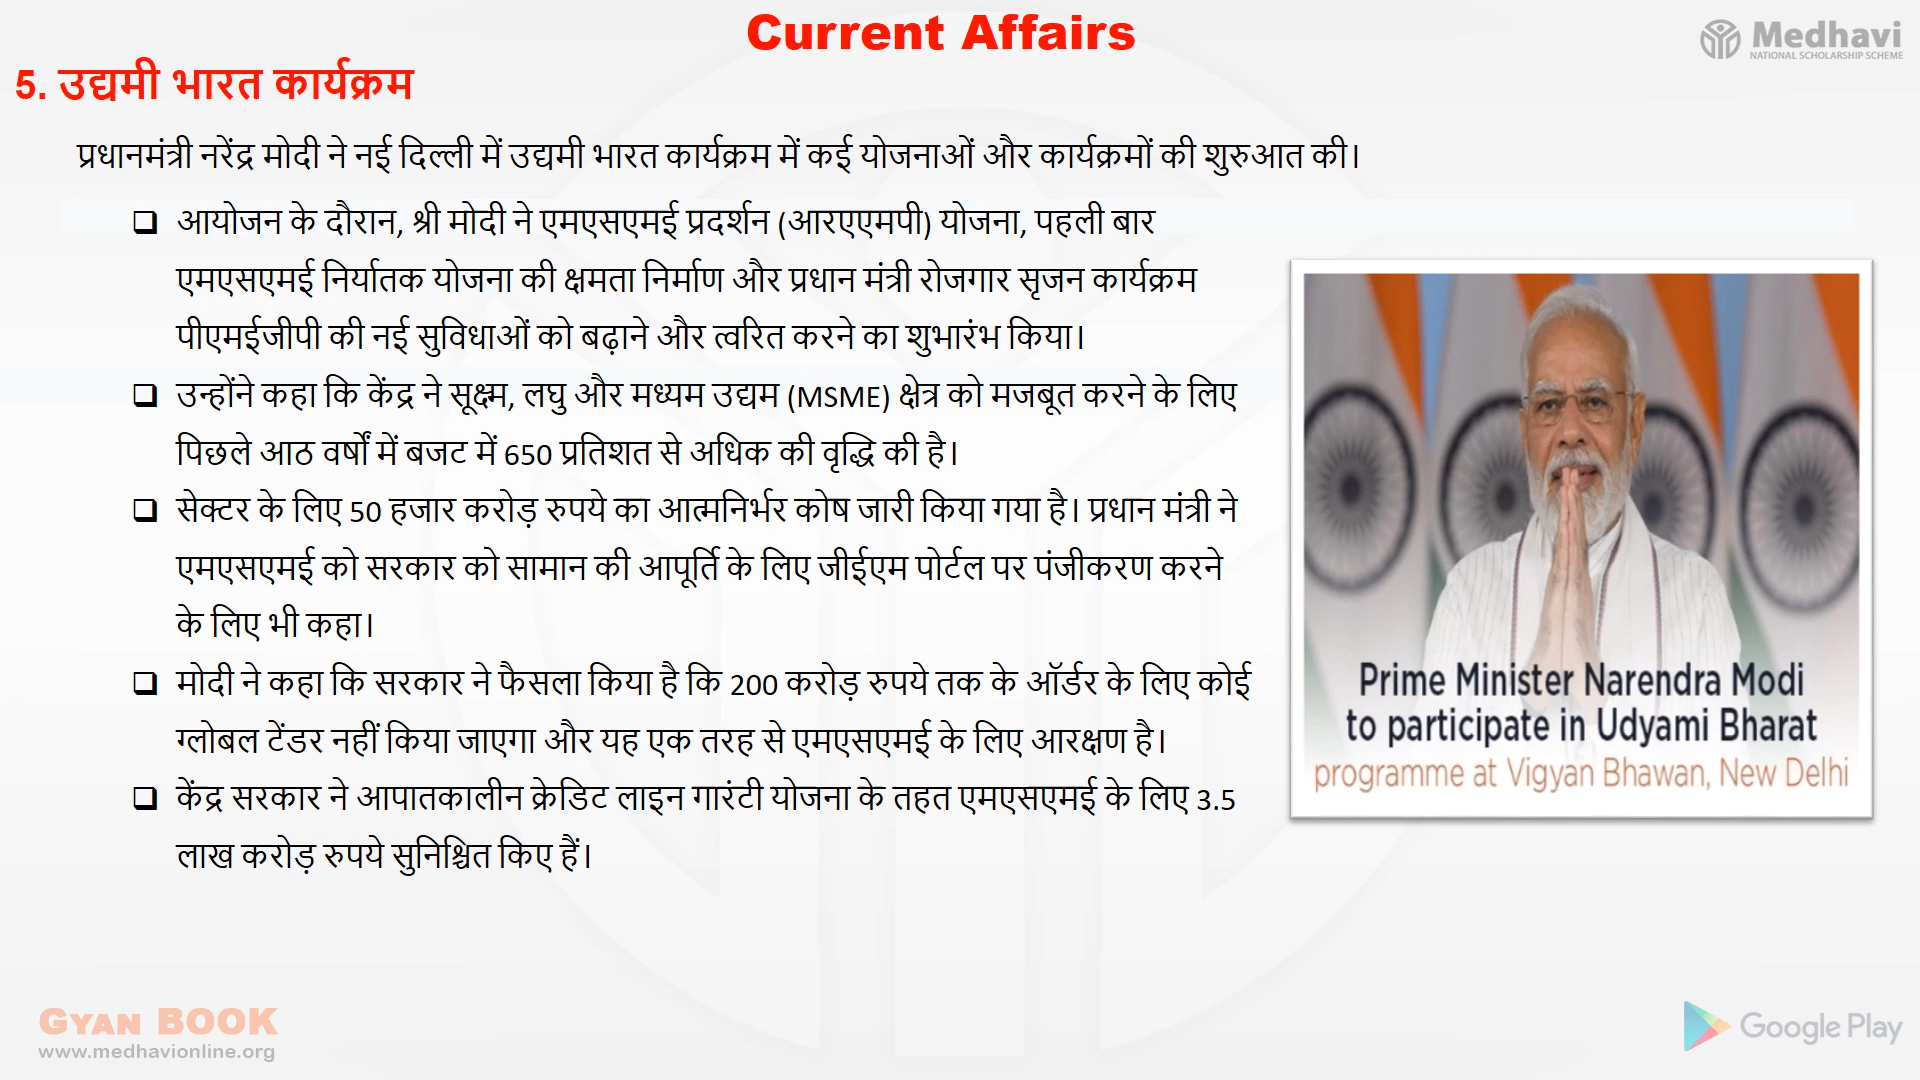 Current Affairs
Medhavi
NATIONAL SCHOLARSHIP SCHEME
5. उद्यमी भारत कार्यक्रम
प्रधानमंत्री नरेंद्र मोदी ने नई दिल्ली में उद्यमी भारत कार्यक्रम में कई योजनाओं और कार्यक्रमों की शुरुआत की।
❑ आयोजन के दौरान, श्री मोदी ने एमएसएमई प्रदर्शन (आरएएमपी) योजना, पहली बार
एमएसएमई निर्यातक योजना की क्षमता निर्माण और प्रधान मंत्री रोजगार सृजन कार्यक्रम
पीएमईजीपी की नई सुविधाओं को बढ़ाने और त्वरित करने का शुभारंभ किया।
❑ उन्होंने कहा कि केंद्र ने सूक्ष्म, लघु और मध्यम उद्यम (MSME) क्षेत्र को मजबूत करने के लिए
पिछले आठ वर्षों में बजट में 650 प्रतिशत से अधिक की वृद्धि की है।
❑ सेक्टर के लिए 50 हजार करोड़ रुपये का आत्मनिर्भर कोष जारी किया गया है। प्रधान मंत्री ने
एमएसएमई को सरकार को सामान की आपूर्ति के लिए जीईएम पोर्टल पर पंजीकरण करने
के लिए भी कहा।
❑ मोदी ने कहा कि सरकार ने फैसला किया है कि 200 करोड़ रुपये तक के ऑर्डर के लिए कोई
ग्लोबल टेंडर नहीं किया जाएगा और यह एक तरह से एमएसएमई के लिए आरक्षण है।
❑ केंद्र सरकार ने आपातकालीन क्रेडिट लाइन गारंटी योजना के तहत एमएसएमई के लिए 3.5
लाख करोड़ रुपये सुनिश्चित किए हैं।
Prime Minister Narendra Modi
to participate in Udyami Bharat
programme at Vigyan Bhawan, New Delhi
GYAN BOOK
www.medhavionline.org
Google Play